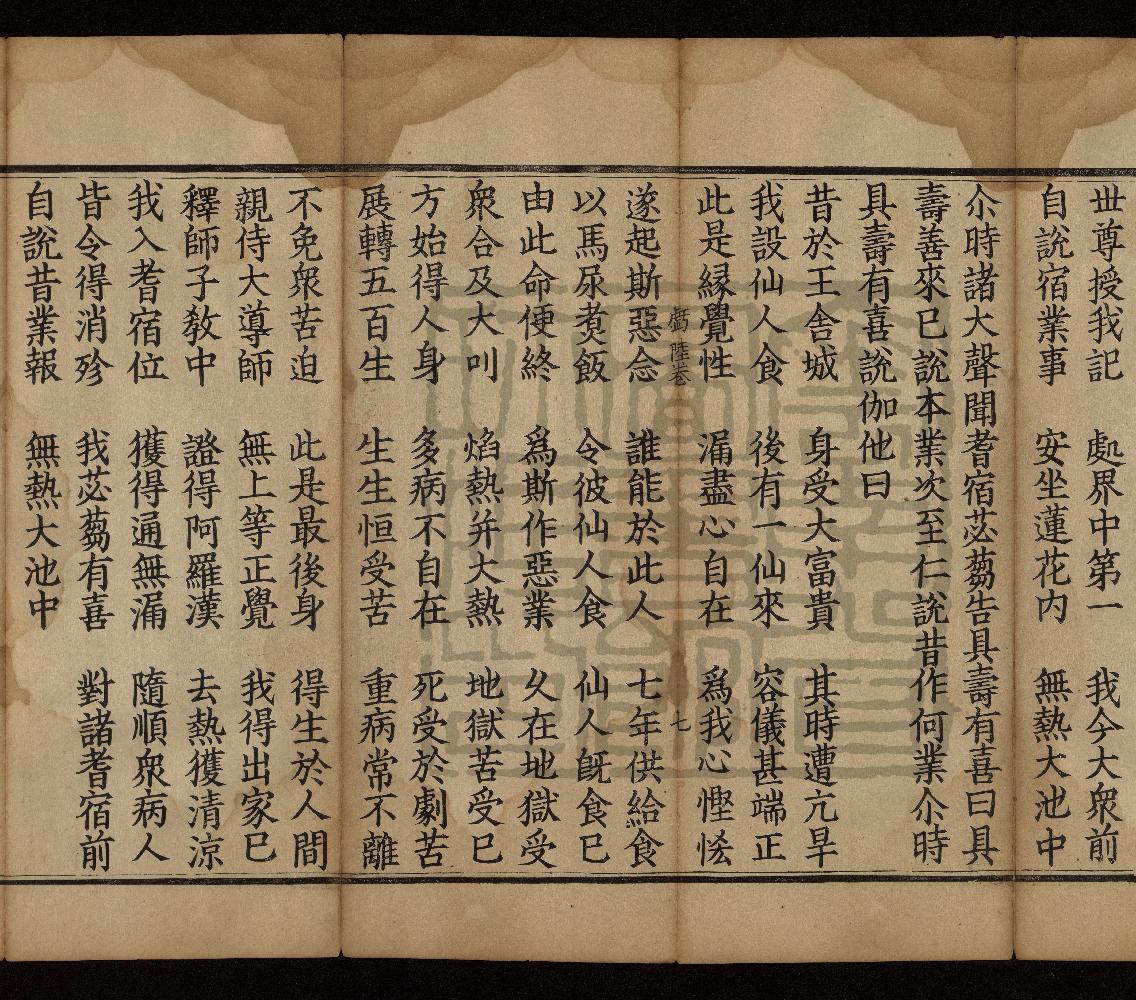 世尊授我記　處界中第一　我今大衆前
自說宿業事　安坐蓮花内　無熱大池中
尒時諸大聲聞耆宿苾芻告具壽有喜曰具
壽善來已說本業次至仁說昔作何業尒時
具壽有喜說伽他曰
昔於王舍城　身受大富貴　其時遭亢旱
我設仙人食　後有一仙來　容儀甚端正
此是緣覺性　漏盡心自在　爲我心慳悋
陸卷　七
遂起斯惡念　誰能於此人　七年供給食
以馬尿煑飯　令彼仙人食　仙人旣食已
由此命便終　爲斯作惡業　久在地獄受
衆合及大叫　焰熱并大熱　地獄苦受已
方始得人身　多病不自在　死受於劇苦
展轉五百生　生生恒受苦　重病常不離
不免衆苦迫　此是最後身　得生於人間
親侍大導師　無上等正覺　我得出家已
釋師子教中　證得阿羅漢　去熱獲清涼
我入耆宿位　獲得通無漏　隨順衆病人
皆令得消殄　我苾芻有喜　對諸耆宿前
自說昔業報　無熱大池中